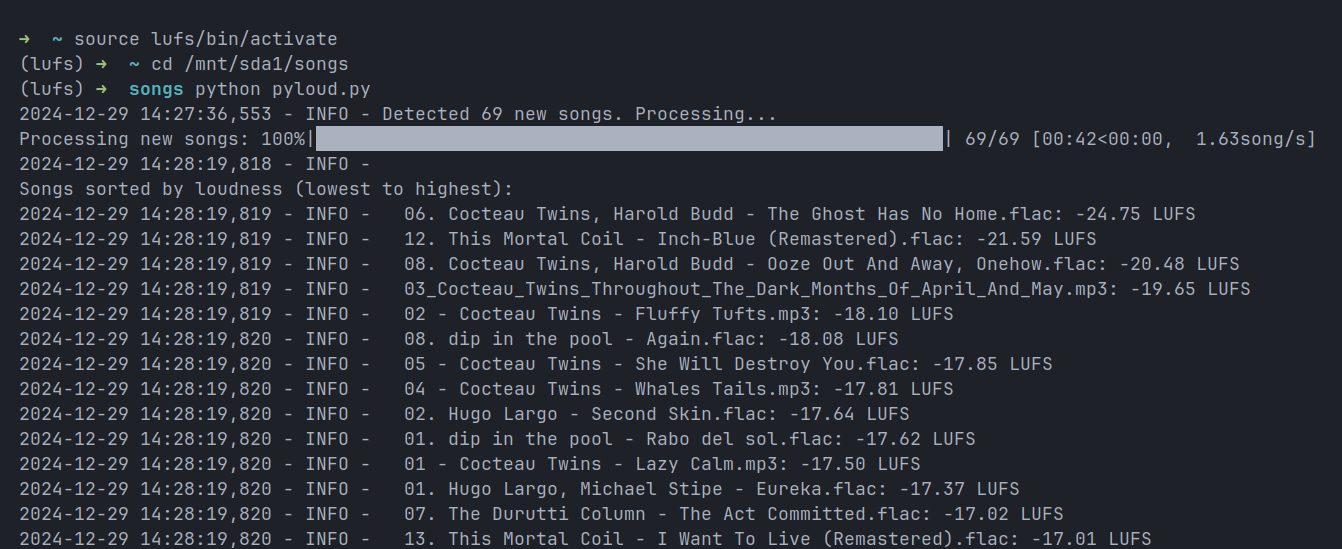 → ~ source lufs/bin/activate
(lufs) → ~ cd /mnt/sda1/songs
(lufs) → songs python pyloud.py
2024-12-29 14:27:36,553 - INFO - Detected 69 new songs. Processing...
Processing new songs: 100%|██████████| 69/69 [00:42<00:00, 1.63song/s]
2024-12-29 14:28:19,818 - INFO -
Songs sorted by loudness (lowest to highest):
2024-12-29 14:28:19,819 - INFO - 06. Cocteau Twins, Harold Budd - The Ghost Has No Home.flac: -24.75 LUFS
2024-12-29 14:28:19,819 - INFO - 12. This Mortal Coil - Inch-Blue (Remastered).flac: -21.59 LUFS
2024-12-29 14:28:19,819 - INFO - 08. Cocteau Twins, Harold Budd - Ooze Out And Away, Onehow.flac: -20.48 LUFS
2024-12-29 14:28:19,819 - INFO - 03_Cocteau_Twins_Throughout_The_Dark_Months_Of_April_And_May.mp3: -19.65 LUFS
2024-12-29 14:28:19,819 - INFO - 02 - Cocteau Twins - Fluffy Tufts.mp3: -18.10 LUFS
2024-12-29 14:28:19,820 - INFO - 08. dip in the pool - Again.flac: -18.08 LUFS
2024-12-29 14:28:19,820 - INFO - 05 - Cocteau Twins - She Will Destroy You.flac: -17.85 LUFS
2024-12-29 14:28:19,820 - INFO - 04 - Cocteau Twins - Whales Tails.mp3: -17.81 LUFS
2024-12-29 14:28:19,820 - INFO - 02. Hugo Largo - Second Skin.flac: -17.64 LUFS
2024-12-29 14:28:19,820 - INFO - 01. dip in the pool - Rabo del sol.flac: -17.62 LUFS
2024-12-29 14:28:19,820 - INFO - 01 - Cocteau Twins - Lazy Calm.mp3: -17.50 LUFS
2024-12-29 14:28:19,820 - INFO - 01. Hugo Largo, Michael Stipe - Eureka.flac: -17.37 LUFS
2024-12-29 14:28:19,820 - INFO - 07. The Durutti Column - The Act Committed.flac: -17.02 LUFS
2024-12-29 14:28:19,820 - INFO - 13. This Mortal Coil - I Want To Live (Remastered).flac: -17.01 LUFS